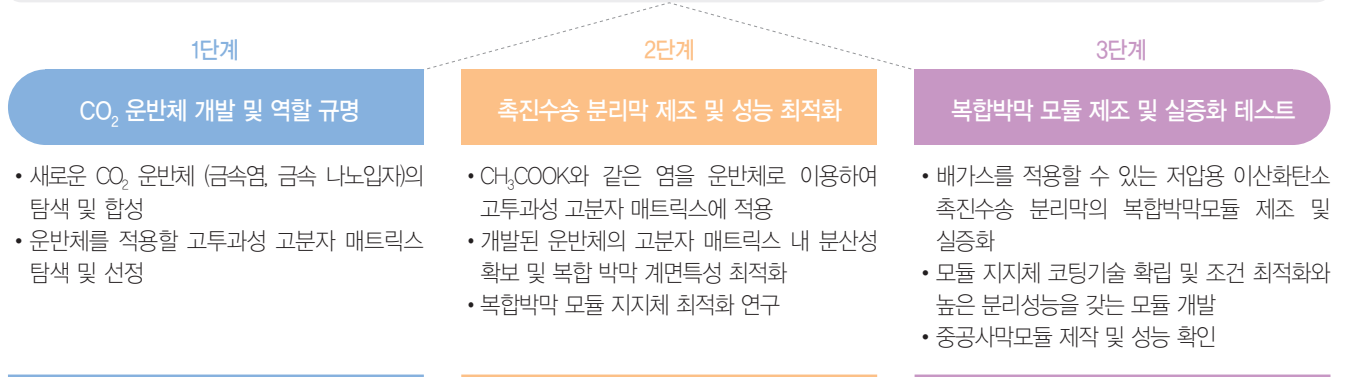 1단계
CO₂ 운반체 개발 및 역할 규명
• 새로운 CO₂ 운반체 (금속염, 금속 나노입자)의
탐색 및 합성
• 운반체를 적용할 고투과성 고분자 매트릭스
탐색 및 선정
2단계
촉진수송 분리막 제조 및 성능 최적화
• CH₃COOK와 같은 염을 운반체로 이용하여
고투과성 고분자 매트릭스에 적용
• 개발된 운반체의 고분자 매트릭스 내 분산성
확보 및 복합 박막 계면특성 최적화
• 복합박막 모듈 지지체 최적화 연구
3단계
복합박막 모듈 제조 및 실증화 테스트
• 배가스를 적용할 수 있는 저압용 이산화탄소
촉진수송 분리막의 복합박막모듈 제조 및
실증화
• 모듈 지지체 코팅기술 확립 및 조건 최적화와
높은 분리성능을 갖는 모듈 개발
• 중공사막모듈 제작 및 성능 확인